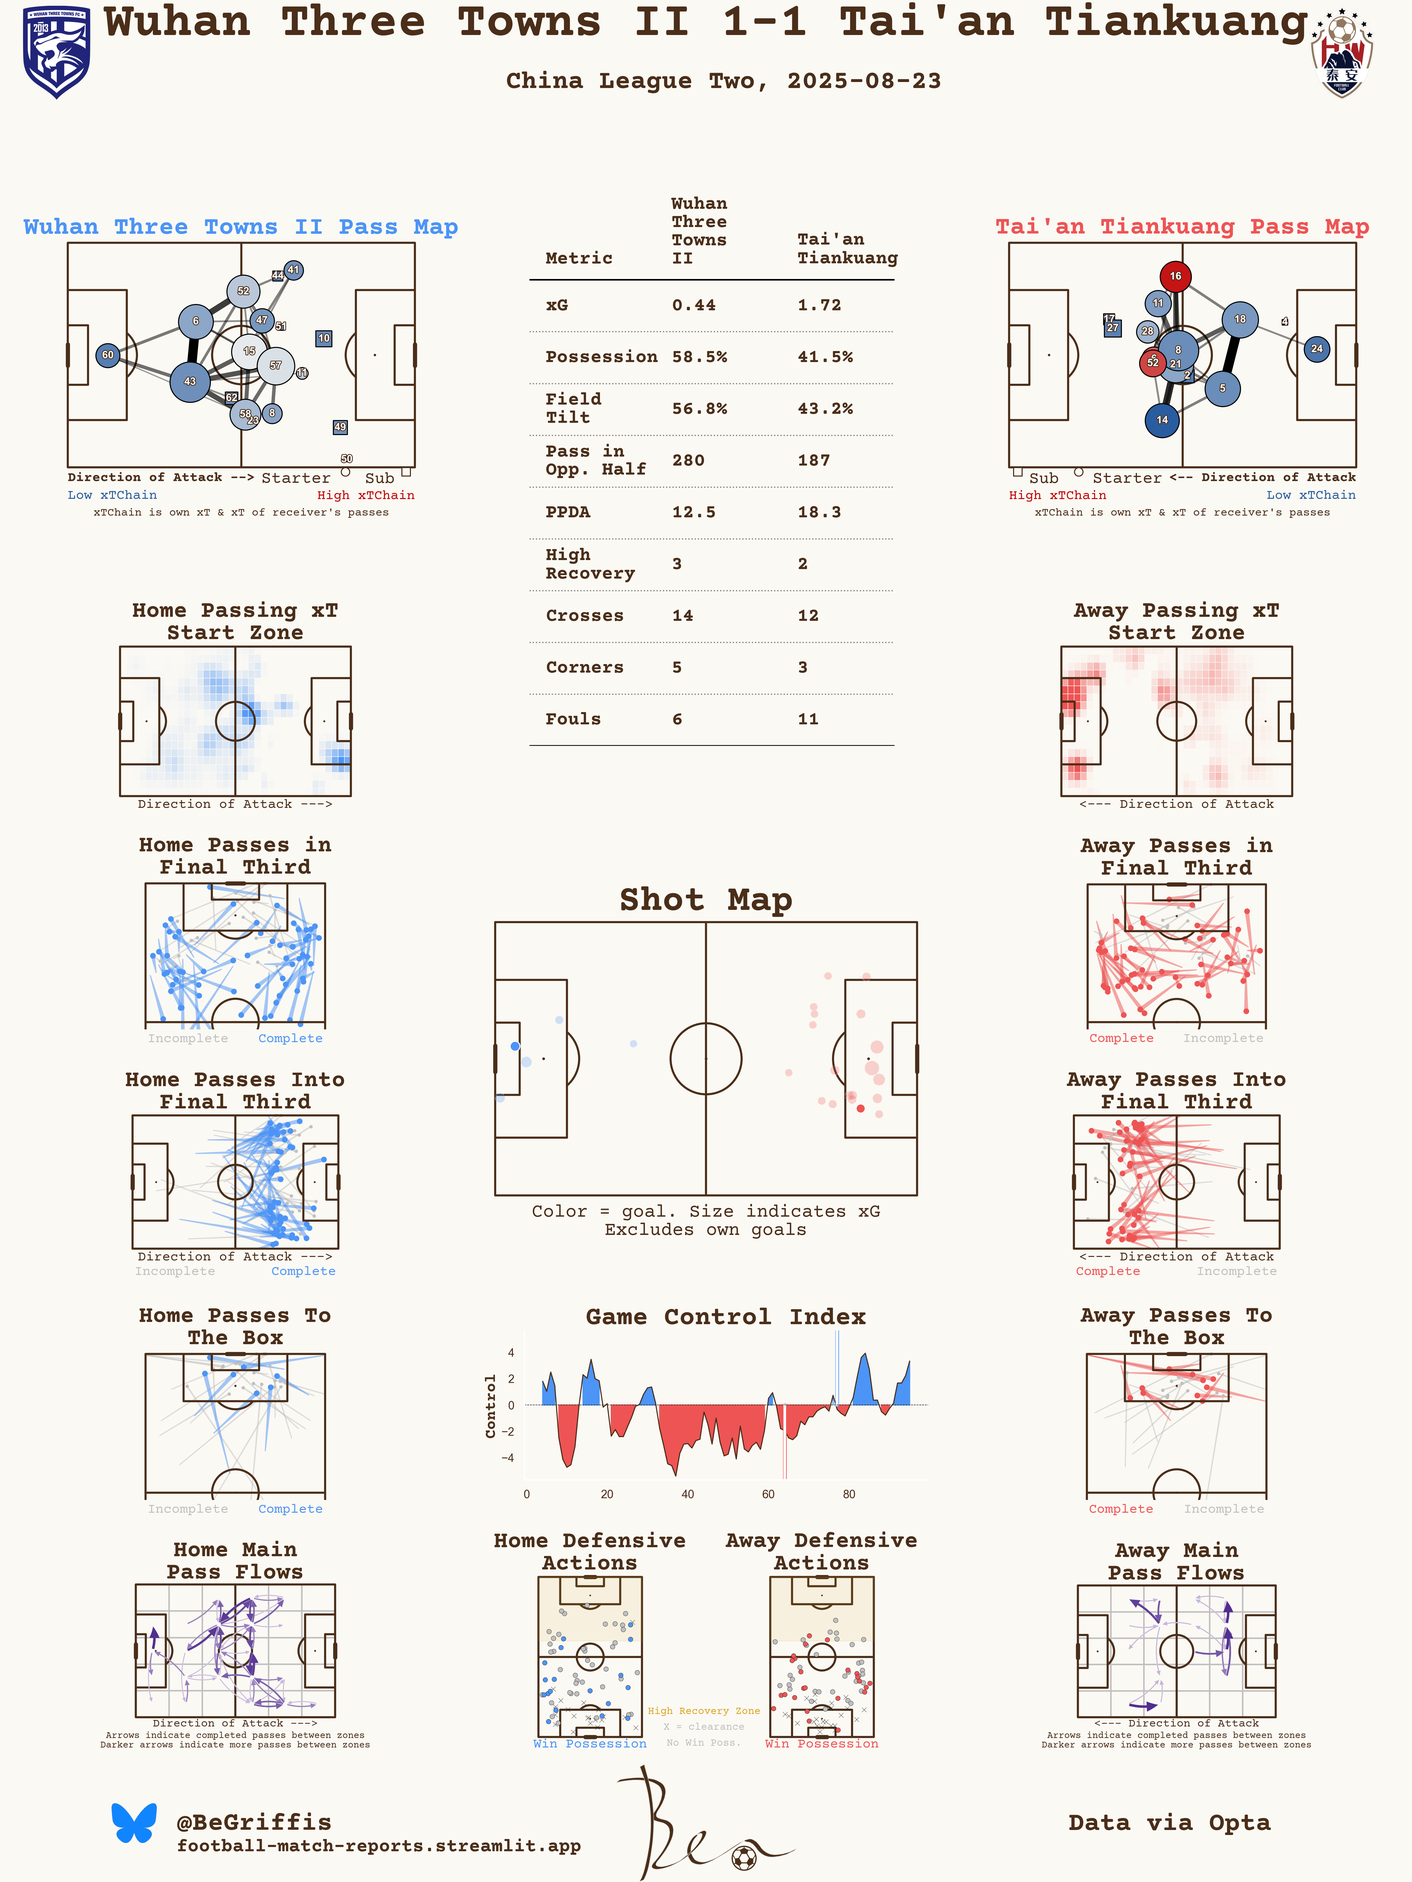 Wuhan Three Towns II 1-1 Tai'an Tiankuang
China League Two, 2025-08-23
WUHAN THREE TOWNS FC
2013
泰安
FOOTBALL
CLUB
Wuhan Three Towns II Pass Map
41
44
52
6
47
51
10
15
60
57
11
43
62
58
23
8
49
50
Direction of Attack --> Starter Sub
Low xTChain High xTChain
xTChain is own xT & xT of receiver's passes
Metric Wuhan Three Towns II Tai'an Tiankuang
xG 0.44 1.72
Possession 58.5% 41.5%
Field Tilt 56.8% 43.2%
Pass in Opp. Half 280 187
PPDA 12.5 18.3
High Recovery 3 2
Crosses 14 12
Corners 5 3
Fouls 6 11
Tai'an Tiankuang Pass Map
16
11
17
27
28
18
4
8
24
52
21
2
5
14
Sub Starter <-- Direction of Attack
High xTChain Low xTChain
xTChain is own xT & xT of receiver's passes
Home Passing xT
Start Zone
Direction of Attack --->
Away Passing xT
Start Zone
<--- Direction of Attack
Home Passes in
Final Third
Incomplete Complete
Away Passes in
Final Third
Complete Incomplete
Shot Map
Color = goal. Size indicates xG
Excludes own goals
Home Passes Into
Final Third
Direction of Attack --->
Incomplete Complete
Away Passes Into
Final Third
<--- Direction of Attack
Complete Incomplete
Home Passes To
The Box
Incomplete Complete
Game Control Index
Control
4
2
0
−2
−4
0 20 40 60 80
Away Passes To
The Box
Complete Incomplete
Home Main
Pass Flows
Direction of Attack --->
Arrows indicate completed passes between zones
Darker arrows indicate more passes between zones
Home Defensive
Actions
Win Possession
Away Defensive
Actions
Win Possession
High Recovery Zone
X = clearance
No Win Poss.
Away Main
Pass Flows
<--- Direction of Attack
Arrows indicate completed passes between zones
Darker arrows indicate more passes between zones
@BeGriffis
football-match-reports.streamlit.app
Ben
Data via Opta